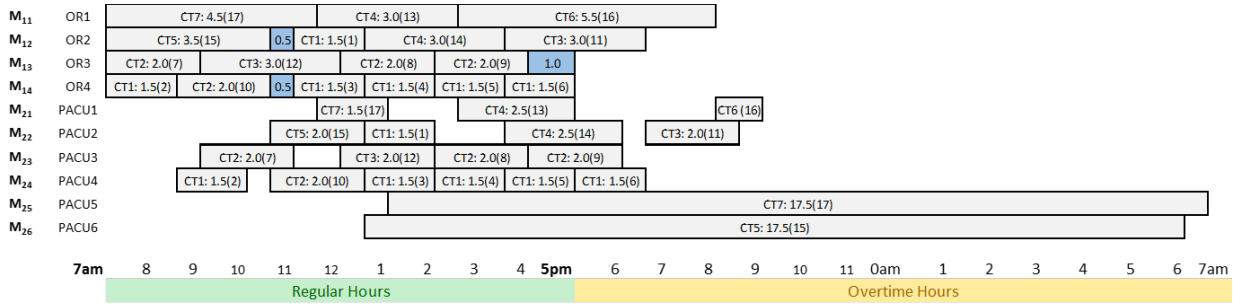 M11 OR1 CT7: 4.5(17) CT4: 3.0(13) CT6: 5.5(16)
M12 OR2 CT5: 3.5(15) 0.5 CT1: 1.5(1) CT4: 3.0(14) CT3: 3.0(11)
M13 OR3 CT2: 2.0(7) CT3: 3.0(12) CT2: 2.0(8) CT2: 2.0(9) 1.0
M14 OR4 CT1: 1.5(2) CT2: 2.0(10) 0.5 CT1: 1.5(3) CT1: 1.5(4) CT1: 1.5(5) CT1: 1.5(6)
M21 PACU1 CT7: 1.5(17) CT4: 2.5(13) CT6 (16)
M22 PACU2 CT5: 2.0(15) CT1: 1.5(1) CT4: 2.5(14) CT3: 2.0(11)
M23 PACU3 CT2: 2.0(7) CT3: 2.0(12) CT2: 2.0(8) CT2: 2.0(9)
M24 PACU4 CT1: 1.5(2) CT2: 2.0(10) CT1: 1.5(3) CT1: 1.5(4) CT1: 1.5(5) CT1: 1.5(6)
M25 PACU5 CT7: 17.5(17)
M26 PACU6 CT5: 17.5(15)
7am 8 9 10 11 12 1 2 3 4 5pm 6 7 8 9 10 11 0am 1 2 3 4 5 6 7am
Regular Hours Overtime Hours